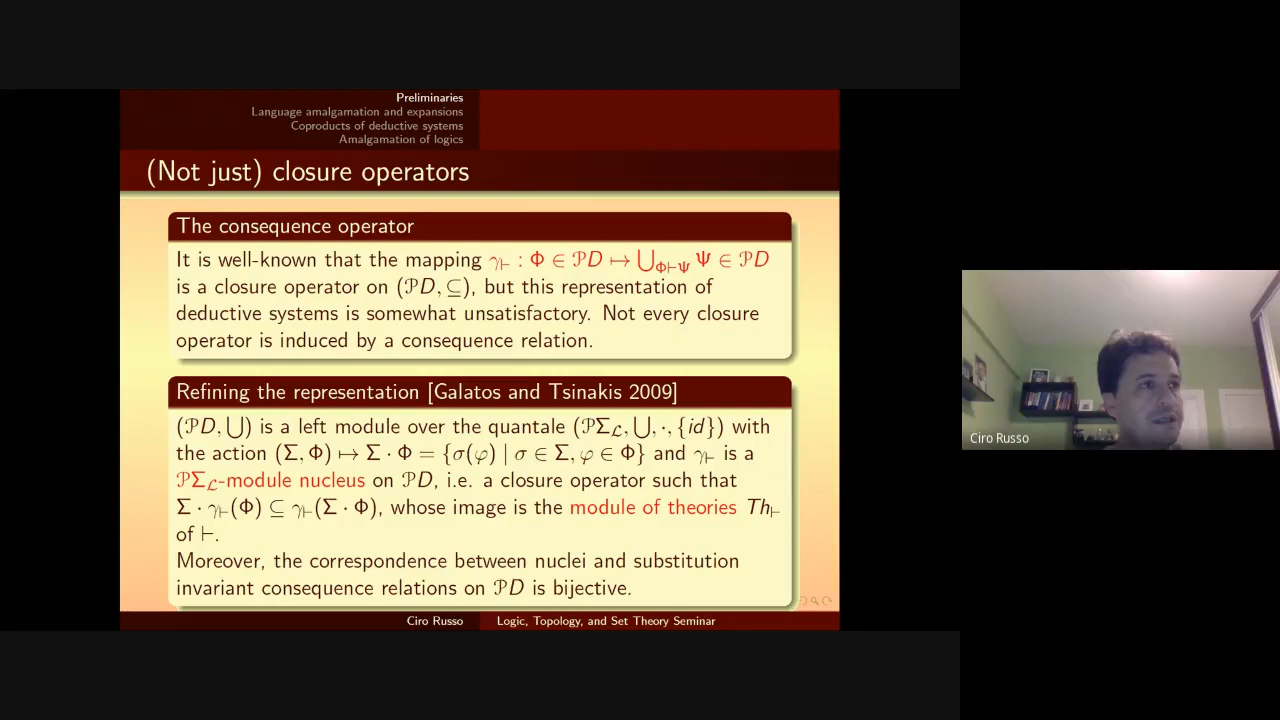 Preliminaries
Language amalgamation and expansions
Coproducts of deductive systems
Amalgamation of logics
(Not just) closure operators
The consequence operator
It is well-known that the mapping γ⊢ : Φ ∈ 𝒫D ↦ ⋃_{Φ⊢Ψ} Ψ ∈ 𝒫D
is a closure operator on (𝒫D, ⊆), but this representation of
deductive systems is somewhat unsatisfactory. Not every closure
operator is induced by a consequence relation.
Refining the representation [Galatos and Tsinakis 2009]
(𝒫D, ⋃) is a left module over the quantale (𝒫Σ_ℒ, ⋃, ·, {id}) with
the action (Σ, Φ) ↦ Σ · Φ = {σ(φ) | σ ∈ Σ, φ ∈ Φ} and γ⊢ is a
𝒫Σ_ℒ-module nucleus on 𝒫D, i.e. a closure operator such that
Σ · γ⊢(Φ) ⊆ γ⊢(Σ · Φ), whose image is the module of theories Th⊢
of ⊢.
Moreover, the correspondence between nuclei and substitution
invariant consequence relations on 𝒫D is bijective.
Ciro Russo Logic, Topology, and Set Theory Seminar
Ciro Russo